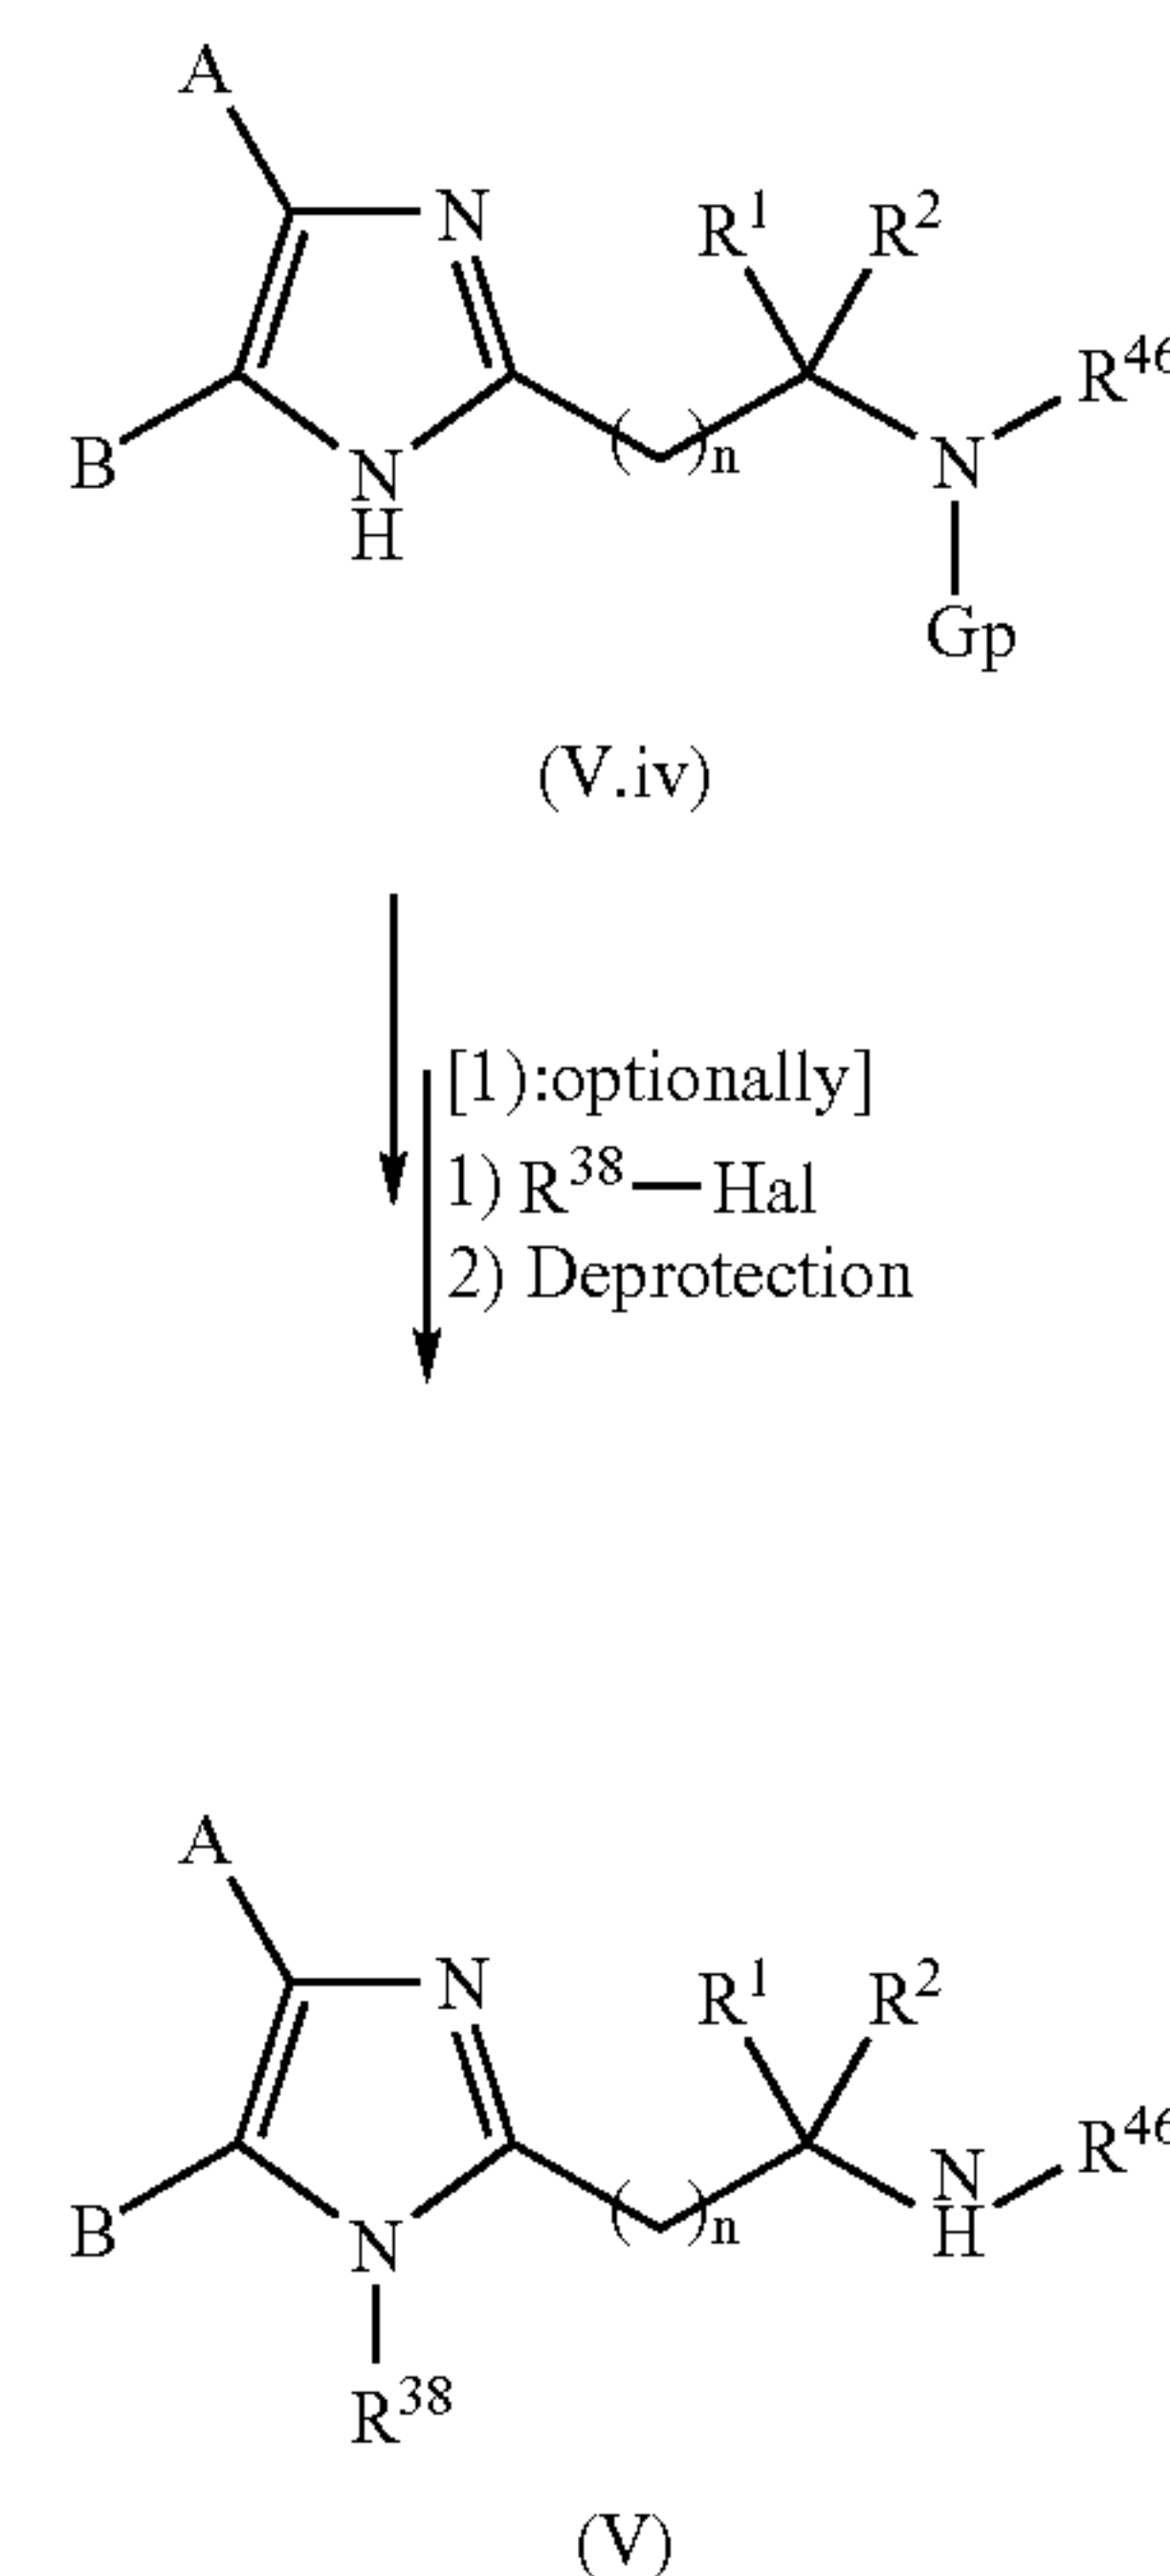 A
N
R1 R2
R46
B
N
H
( )n
N
Gp
(V.iv)
[1):optionally]
1) R38—Hal
2) Deprotection
A
N
R1 R2
R46
B
N
( )n
N
H
R38
(V)